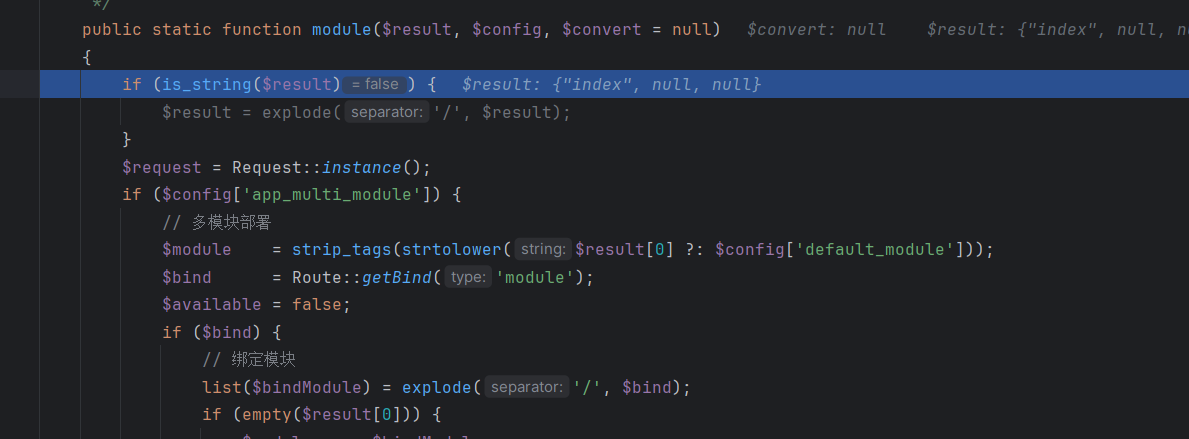 */
public static function module($result, $config, $convert = null) $convert: null $result: {"index", null,
{
if (is_string($result) = false ) { $result: {"index", null, null}
$result = explode( separator: '/', $result);
}
$request = Request::instance();
if ($config['app_multi_module']) {
// 多模块部署
$module = strip_tags(strtolower( string: $result[0] ?: $config['default_module']));
$bind = Route::getBind( type: 'module');
$available = false;
if ($bind) {
// 绑定模块
list($bindModule) = explode( separator: '/', $bind);
if (empty($result[0])) {